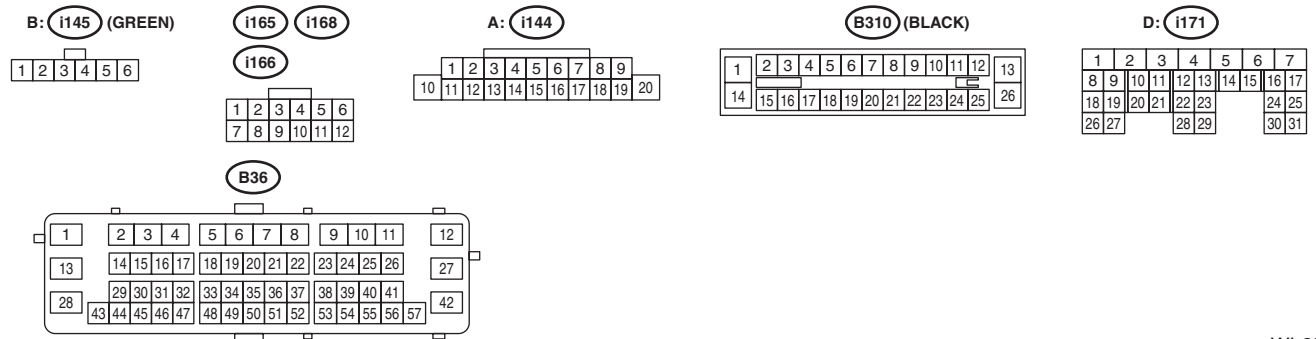 B: i145 (GREEN)
1 2 3 4 5 6
i165 i168
i166
1 2 3 4 5 6
7 8 9 10 11 12
A: i144
1 2 3 4 5 6 7 8 9
10 11 12 13 14 15 16 17 18 19 20
B310 (BLACK)
1 2 3 4 5 6 7 8 9 10 11 12 13
14 15 16 17 18 19 20 21 22 23 24 25 26
D: i171
1 2 3 4 5 6 7
8 9 10 11 12 13 14 15 16 17
18 19 20 21 22 23 24 25
26 27 28 29 30 31
B36
1 2 3 4 5 6 7 8 9 10 11 12
13 14 15 16 17 18 19 20 21 22 23 24 25 26 27
28 29 30 31 32 33 34 35 36 37 38 39 40 41 42
43 44 45 46 47 48 49 50 51 52 53 54 55 56 57